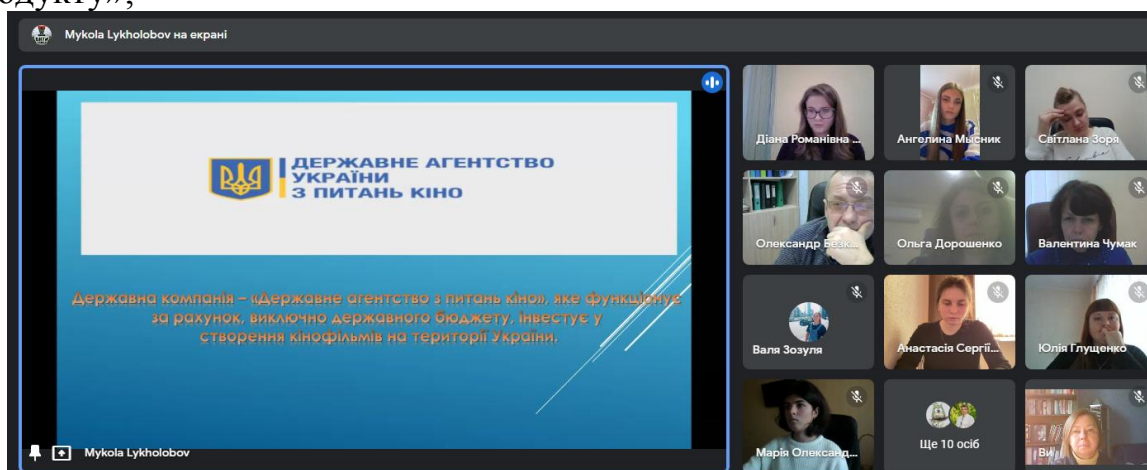 одукту»,
Mykola Lykholobov на екрані
ДЕРЖАВНЕ АГЕНТСТВО
УКРАЇНИ
З ПИТАНЬ КІНО
Державна компанія – «Державне агентство з питань кіно», яке функціонує
за рахунок, виключно державного бюджету, інвестує у
створення кінофільмів на території України.
Mykola Lykholobov
Діана Романівна ...
Ангелина Мысник
Світлана Зоря
Олександр Безк...
Ольга Дорошенко
Валентина Чумак
Валя Зозуля
Анастасія Сергії...
Юлія Глущенко
Марія Олександ...
Ще 10 осіб
Ви